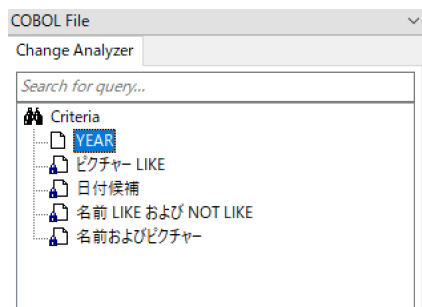 COBOL File
Change Analyzer
Search for query...
Criteria
YEAR
ピクチャー LIKE
日付候補
名前 LIKE および NOT LIKE
名前およびピクチャー